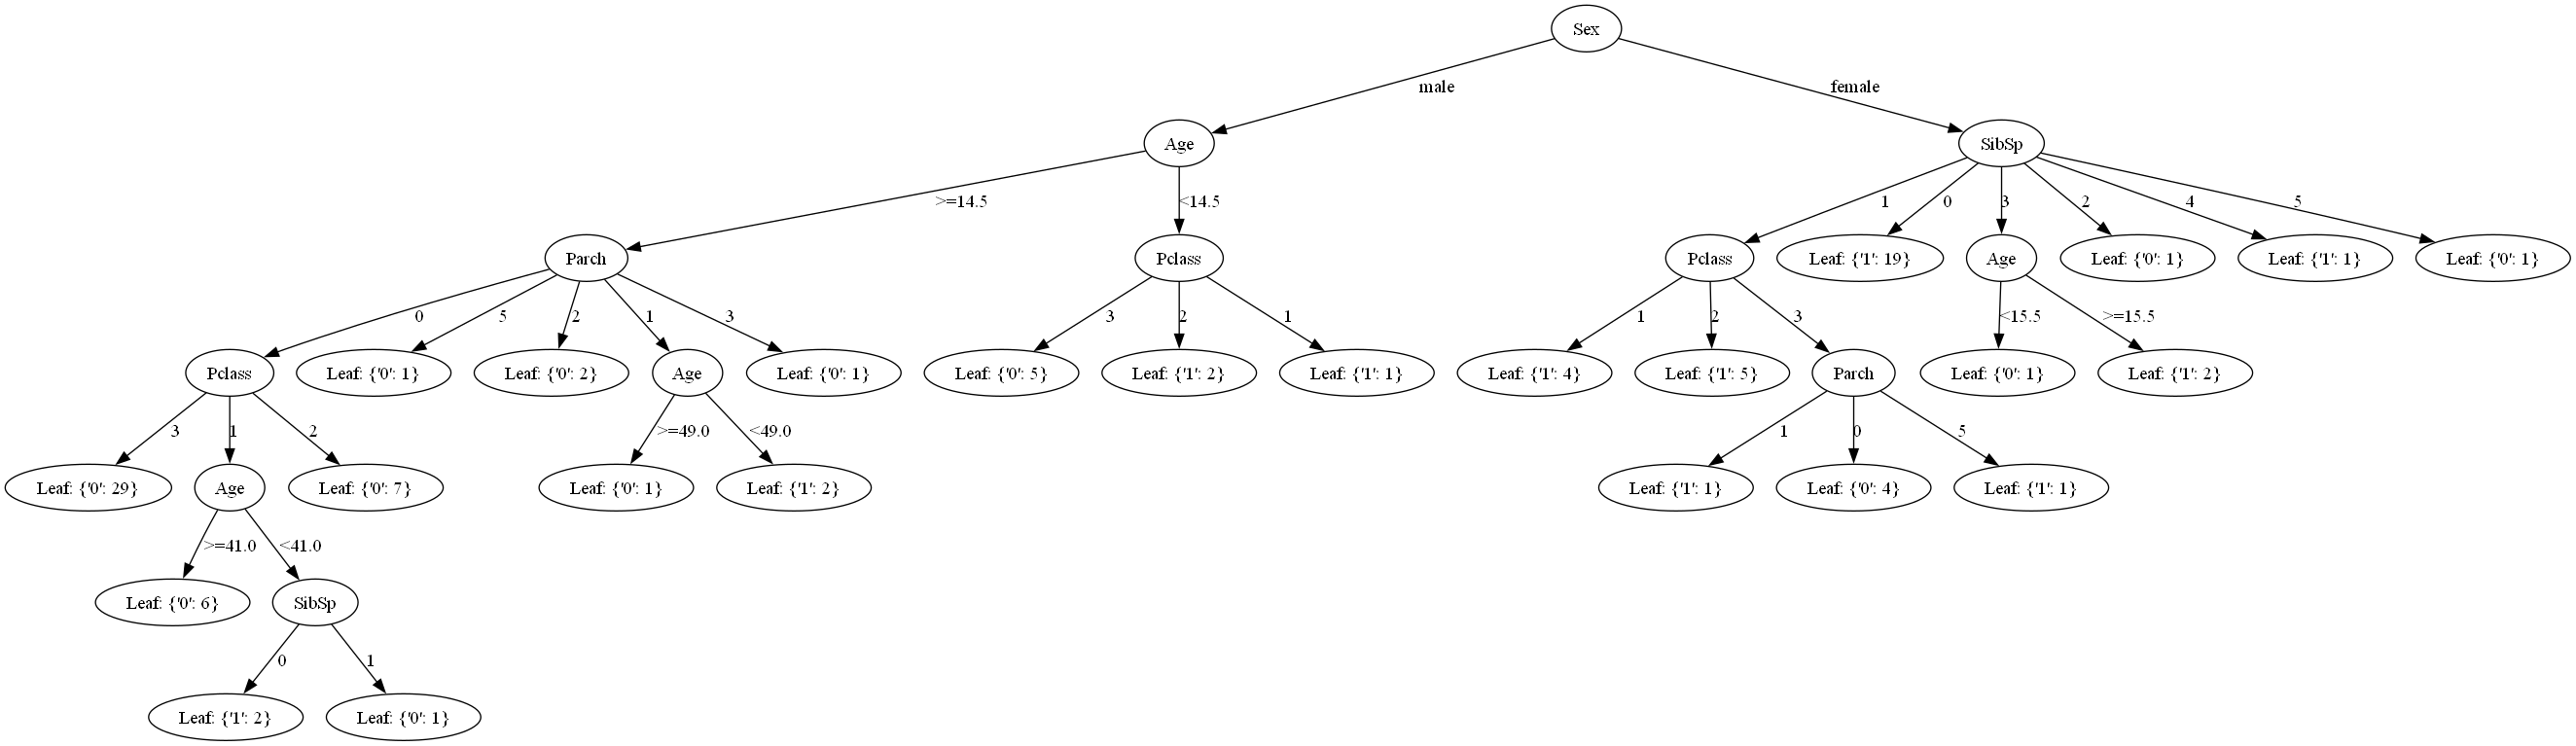 Sex
male
female
Age
SibSp
>=14.5
<14.5
1
0
3
2
4
5
Parch
Pclass
Pclass
Leaf: {'1': 19}
Age
Leaf: {'0': 1}
Leaf: {'1': 1}
Leaf: {'0': 1}
0
5
2
1
3
3
2
1
1
2
3
<15.5
>=15.5
Pclass
Leaf: {'0': 1}
Leaf: {'0': 2}
Age
Leaf: {'0': 1}
Leaf: {'0': 5}
Leaf: {'1': 2}
Leaf: {'1': 1}
Leaf: {'1': 4}
Leaf: {'1': 5}
Parch
Leaf: {'0': 1}
Leaf: {'1': 2}
3
1
2
>=49.0
<49.0
1
0
5
Leaf: {'0': 29}
Age
Leaf: {'0': 7}
Leaf: {'0': 1}
Leaf: {'1': 2}
Leaf: {'1': 1}
Leaf: {'0': 4}
Leaf: {'1': 1}
>=41.0
<41.0
Leaf: {'0': 6}
SibSp
0
1
Leaf: {'1': 2}
Leaf: {'0': 1}